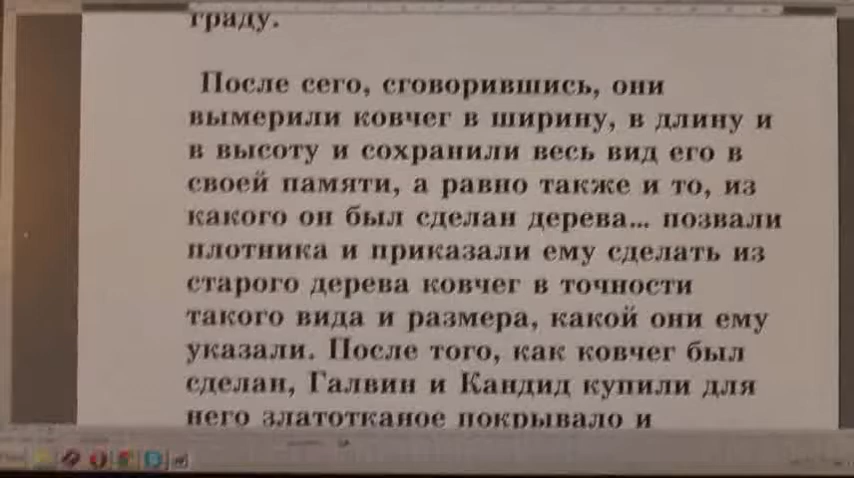 граду.
После сего, сговорившись, они
вымерили ковчег в ширину, в длину и
в высоту и сохранили весь вид его в
своей памяти, а равно также и то, из
какого он был сделан дерева... позвали
плотника и приказали ему сделать из
старого дерева ковчег в точности
такого вида и размера, какой они ему
указали. После того, как ковчег был
сделан, Галвин и Кандид купили для
него златотканое покрывало и